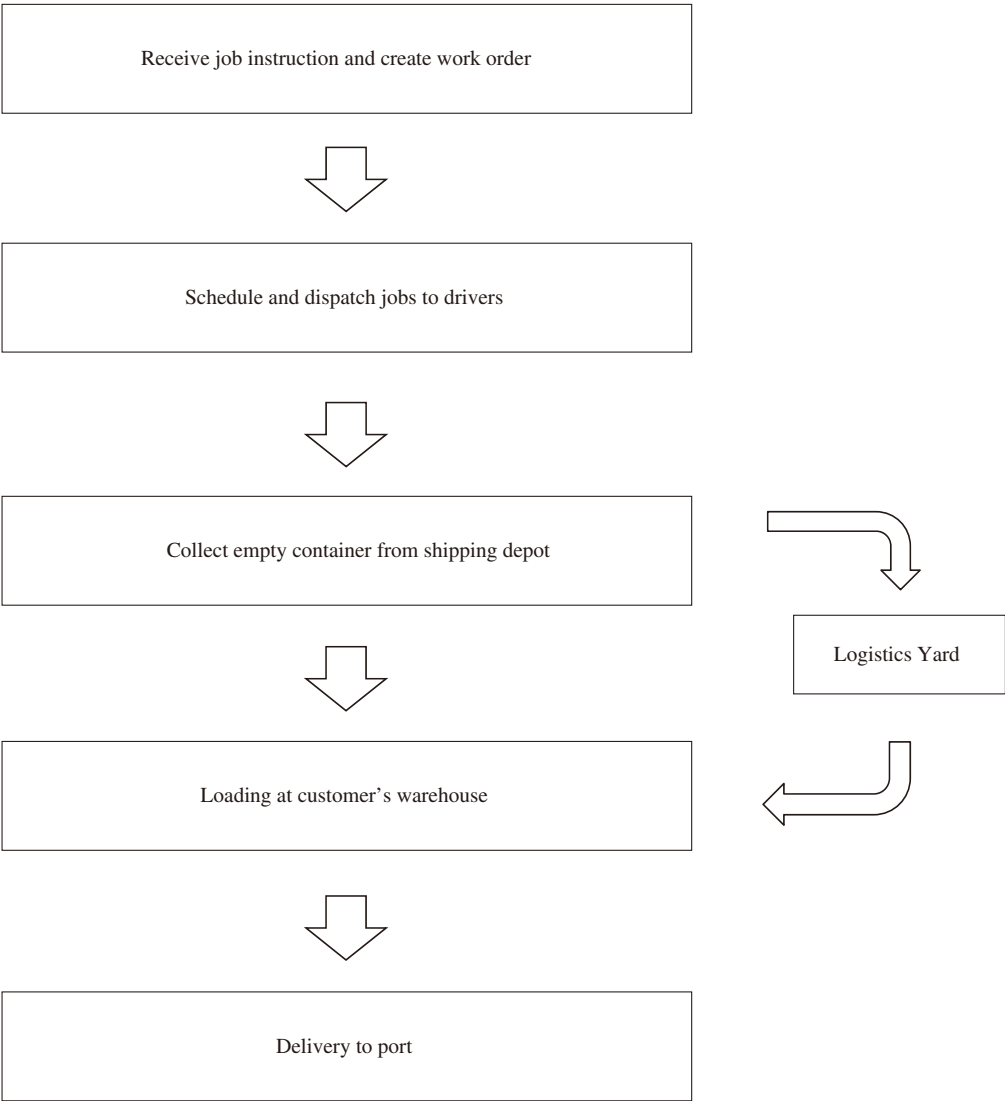 Receive job instruction and create work order
Schedule and dispatch jobs to drivers
Collect empty container from shipping depot
Logistics Yard
Loading at customer’s warehouse
Delivery to port